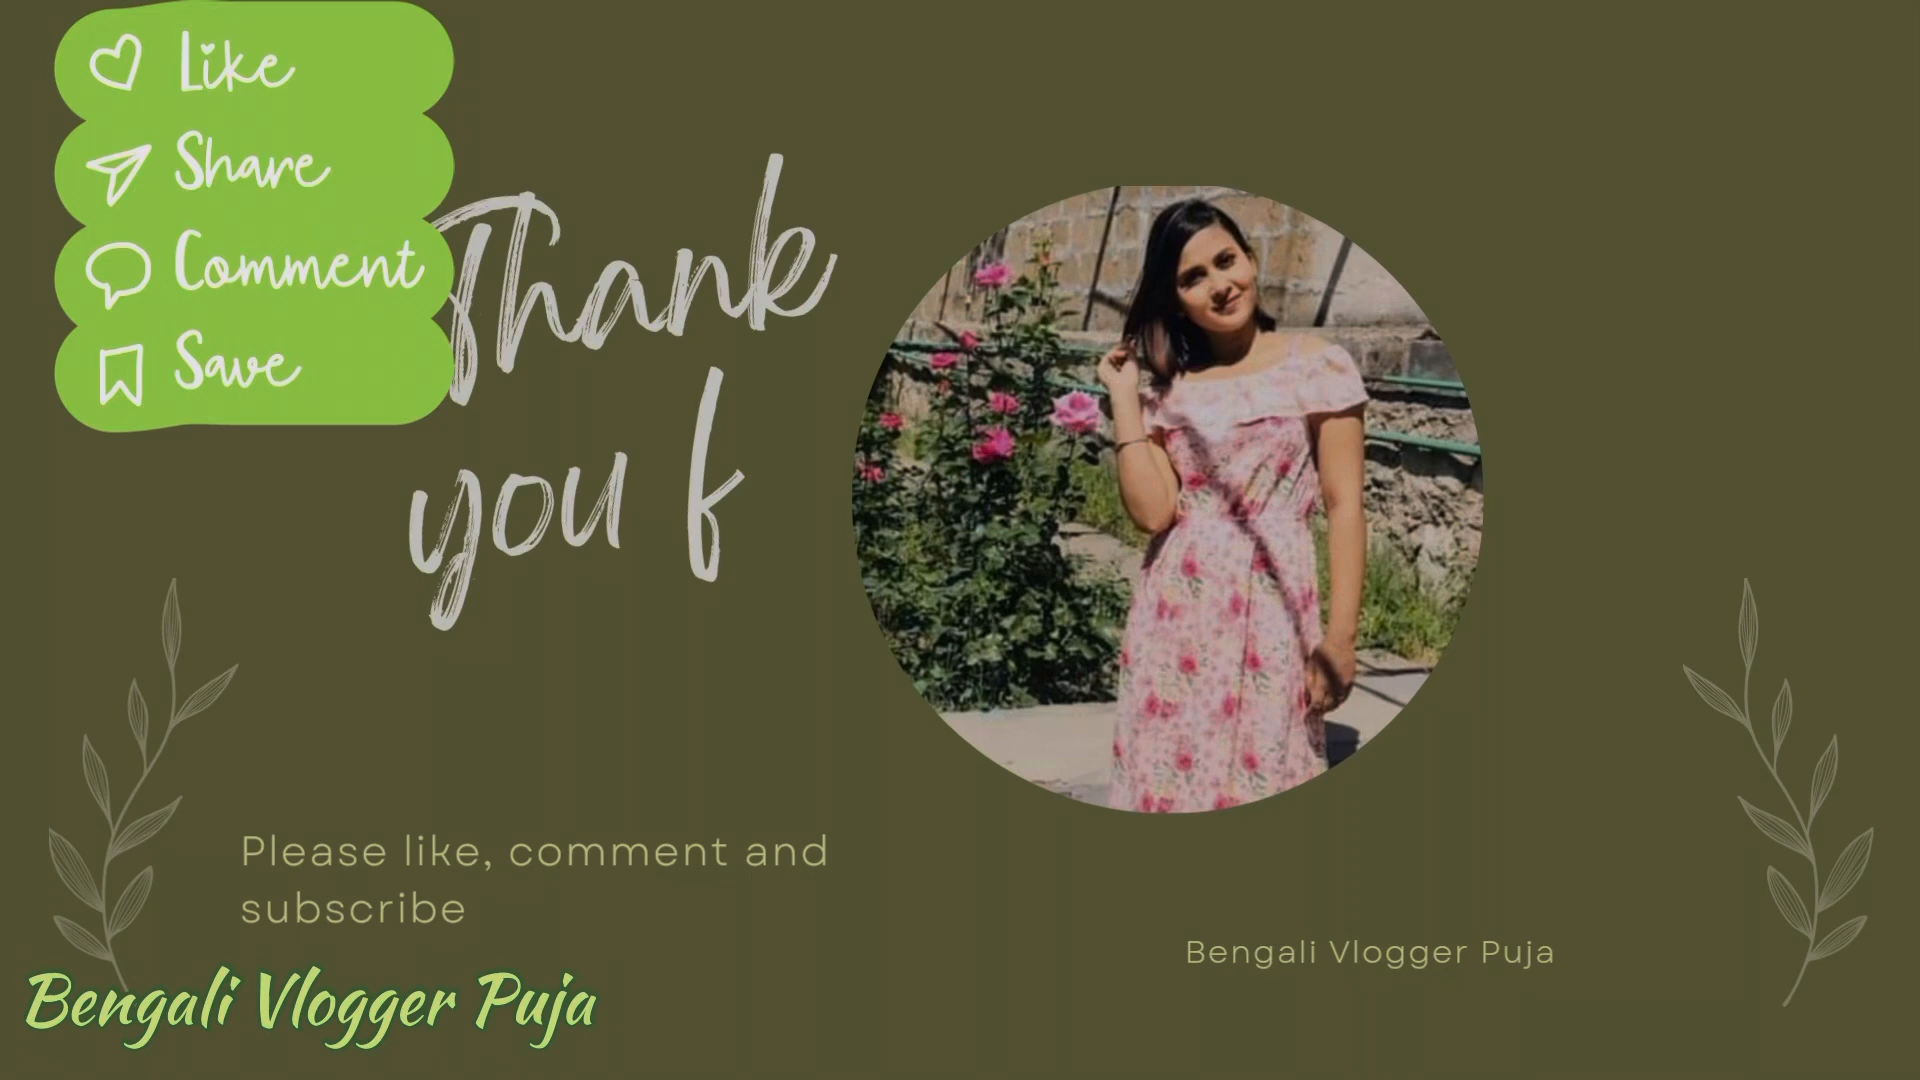 Like
Share
Comment
Save
Thank
you f
Please like, comment and
subscribe
Bengali Vlogger Puja
Bengali Vlogger Puja